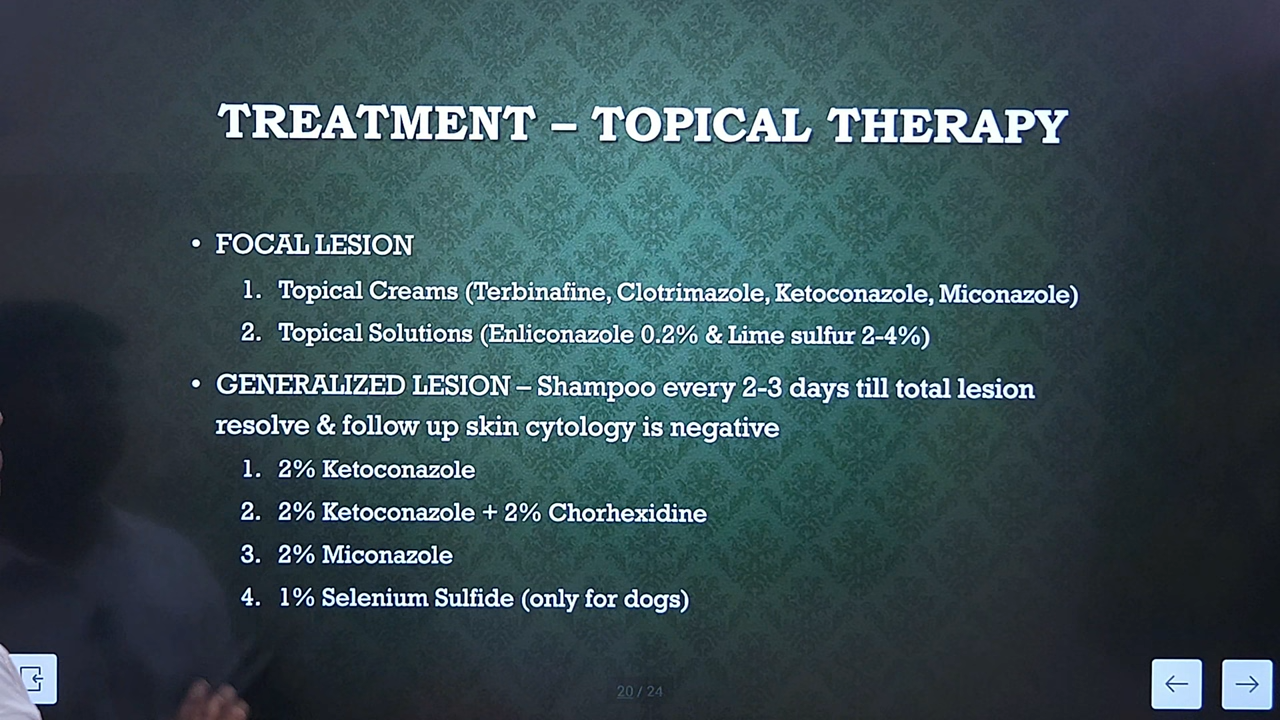 TREATMENT – TOPICAL THERAPY
• FOCAL LESION
1. Topical Creams (Terbinafine, Clotrimazole, Ketoconazole, Miconazole)
2. Topical Solutions (Enliconazole 0.2% & Lime sulfur 2-4%)
• GENERALIZED LESION – Shampoo every 2-3 days till total lesion
resolve & follow up skin cytology is negative
1. 2% Ketoconazole
2. 2% Ketoconazole + 2% Chorhexidine
3. 2% Miconazole
4. 1% Selenium Sulfide (only for dogs)
20 / 24